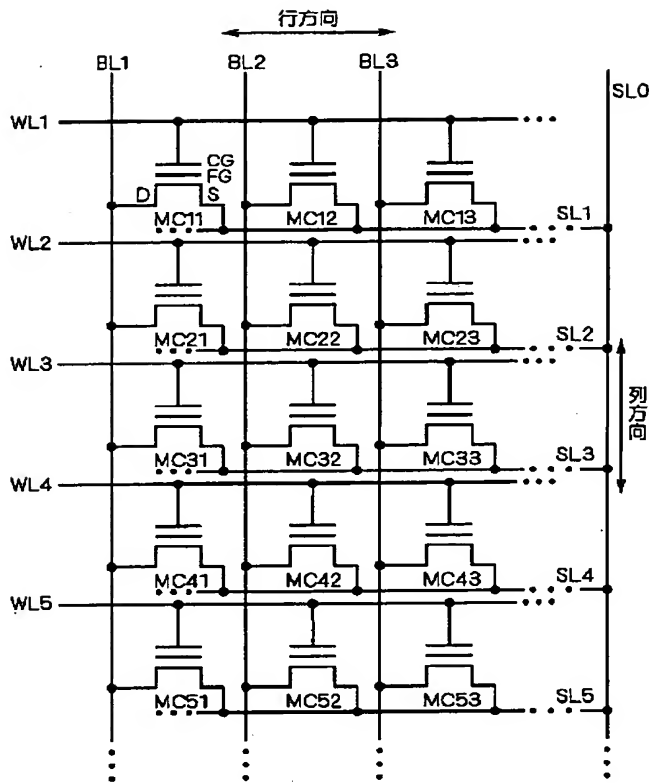 行方向
BL1 BL2 BL3 SL0
WL1
CG
FG
D S
MC11 MC12 MC13 SL1
WL2
MC21 MC22 MC23 SL2
WL3
列方向
MC31 MC32 MC33 SL3
WL4
MC41 MC42 MC43 SL4
WL5
MC51 MC52 MC53 SL5